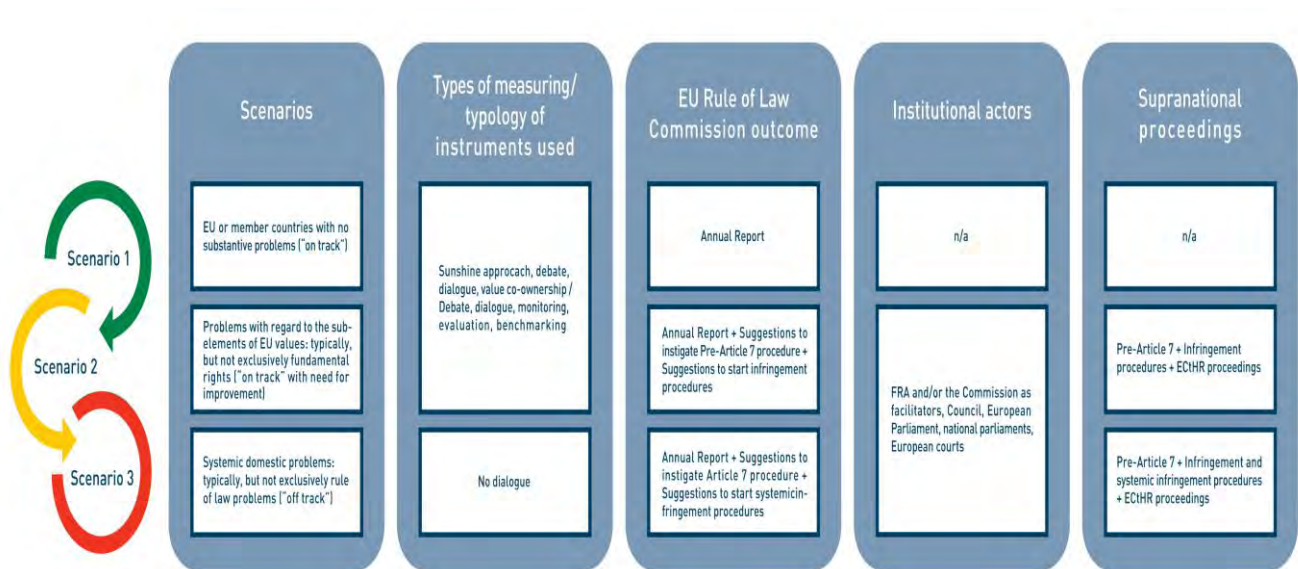 Scenario 1
Scenario 2
Scenario 3
Scenarios
EU or member countries with no
substantive problems ("on track")
Problems with regard to the sub-
elements of EU values: typically,
but not exclusively fundamental
rights ("on track" with need for
improvement)
Systemic domestic problems:
typically, but not exclusively rule
of law problems ("off track")
Types of measuring/
typology of
instruments used
Sunshine approach, debate,
dialogue, value co-ownership /
Debate, dialogue, monitoring,
evaluation, benchmarking
No dialogue
EU Rule of Law
Commission outcome
Annual Report
Annual Report + Suggestions to
instigate Pre-Article 7 procedure +
Suggestions to start infringement
procedures
Annual Report + Suggestions to
instigate Article 7 procedure +
Suggestions to start systemicin-
fringement procedures
Institutional actors
n/a
FRA and/or the Commission as
facilitators, Council, European
Parliament, national parliaments,
European courts
Supranational
proceedings
n/a
Pre-Article 7 + Infringement
procedures + ECtHR proceedings
Pre-Article 7 + Infringement and
systemic infringement procedures
+ ECtHR proceedings